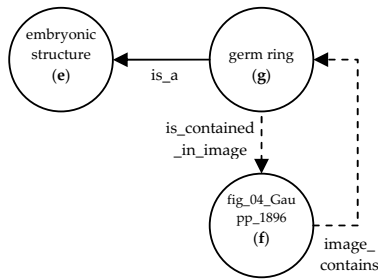 embryonic
structure
(e)
is_a
germ ring
(g)
is_contained
_in_image
fig_04_Gau
pp_1896
(f)
image_
contains